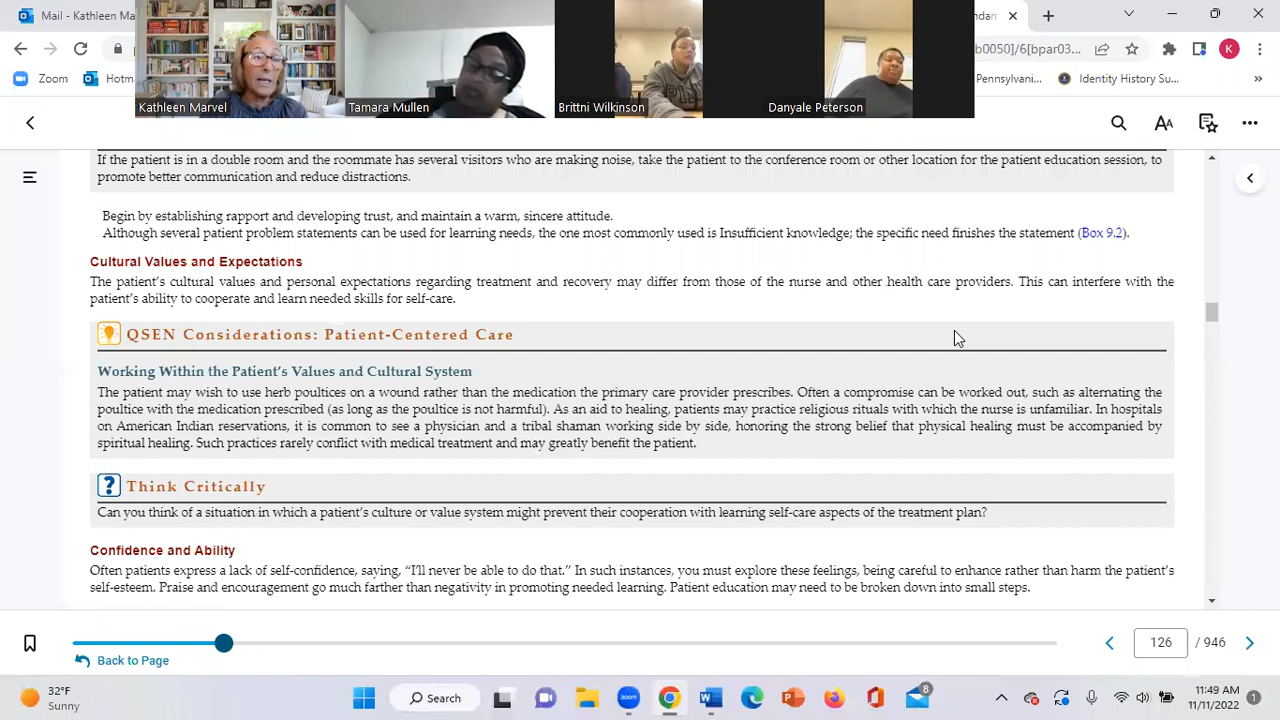 Mail - Kathleen M
ndam
b0050]/6[bpar03...
Zoom
Hotm
Pennsylvani...
Identity History Su...
Kathleen Marvel
Tamara Mullen
Brittni Wilkinson
Danyale Peterson
If the patient is in a double room and the roommate has several visitors who are making noise, take the patient to the conference room or other location for the patient education session, to
promote better communication and reduce distractions.
Begin by establishing rapport and developing trust, and maintain a warm, sincere attitude.
Although several patient problem statements can be used for learning needs, the one most commonly used is Insufficient knowledge; the specific need finishes the statement (Box 9.2).
Cultural Values and Expectations
The patient's cultural values and personal expectations regarding treatment and recovery may differ from those of the nurse and other health care providers. This can interfere with the
patient's ability to cooperate and learn needed skills for self-care.
QSEN Considerations: Patient-Centered Care
Working Within the Patient's Values and Cultural System
The patient may wish to use herb poultices on a wound rather than the medication the primary care provider prescribes. Often a compromise can be worked out, such as alternating the
poultice with the medication prescribed (as long as the poultice is not harmful). As an aid to healing, patients may practice religious rituals with which the nurse is unfamiliar. In hospitals
on American Indian reservations, it is common to see a physician and a tribal shaman working side by side, honoring the strong belief that physical healing must be accompanied by
spiritual healing. Such practices rarely conflict with medical treatment and may greatly benefit the patient.
? Think Critically
Can you think of a situation in which a patient's culture or value system might prevent their cooperation with learning self-care aspects of the treatment plan?
Confidence and Ability
Often patients express a lack of self-confidence, saying, "I'll never be able to do that." In such instances, you must explore these feelings, being careful to enhance rather than harm the patient's
self-esteem. Praise and encouragement go much farther than negativity in promoting needed learning. Patient education may need to be broken down into small steps.
126 / 946
Back to Page
32°F
Sunny
Search
8
11:49 AM
11/11/2022
1